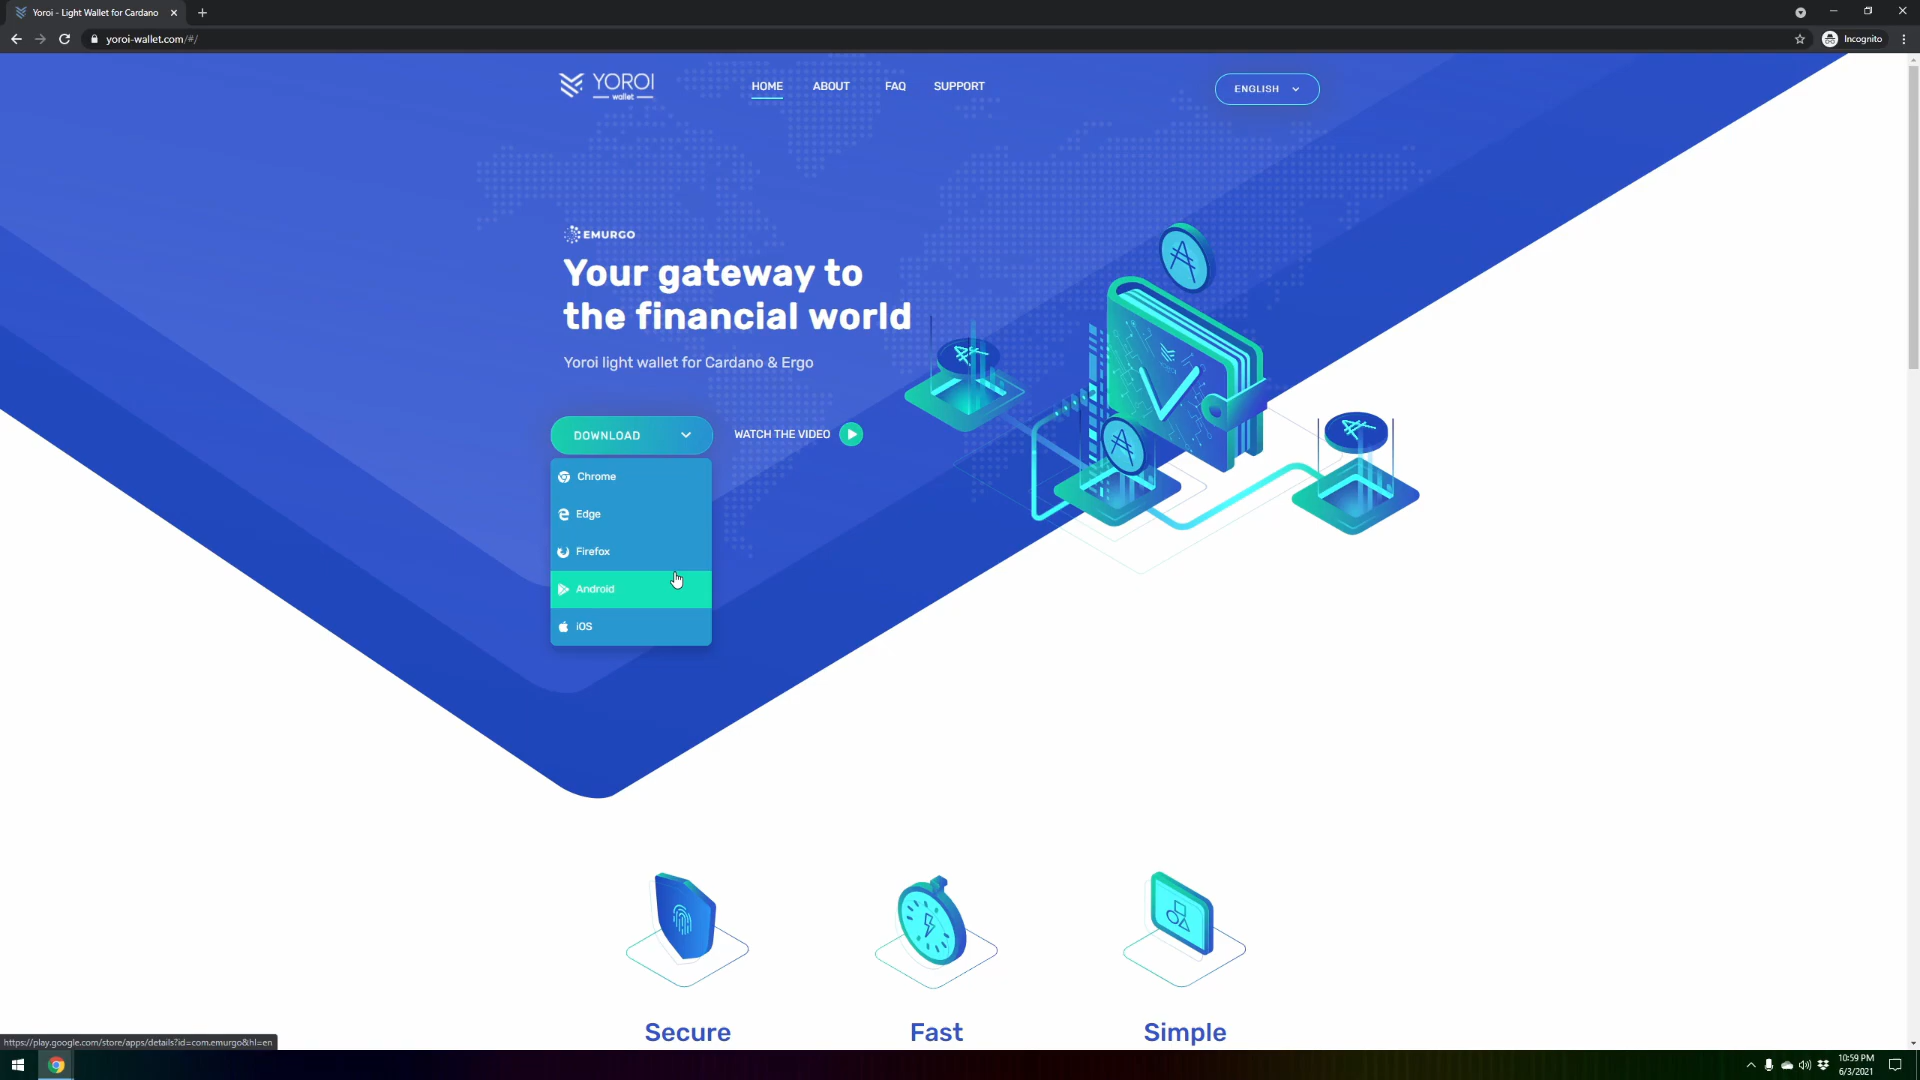 Yoroi - Light Wallet for Cardano
yoroi-wallet.com/#/
Incognito
YOROI
wallet
HOME
ABOUT
FAQ
SUPPORT
ENGLISH
EMURGO
Your gateway to
the financial world
Yoroi light wallet for Cardano & Ergo
DOWNLOAD
WATCH THE VIDEO
Chrome
Edge
Firefox
Android
iOS
Secure
Fast
Simple
https://play.google.com/store/apps/details?id=com.emurgo&hl=en
10:59 PM
6/3/2021